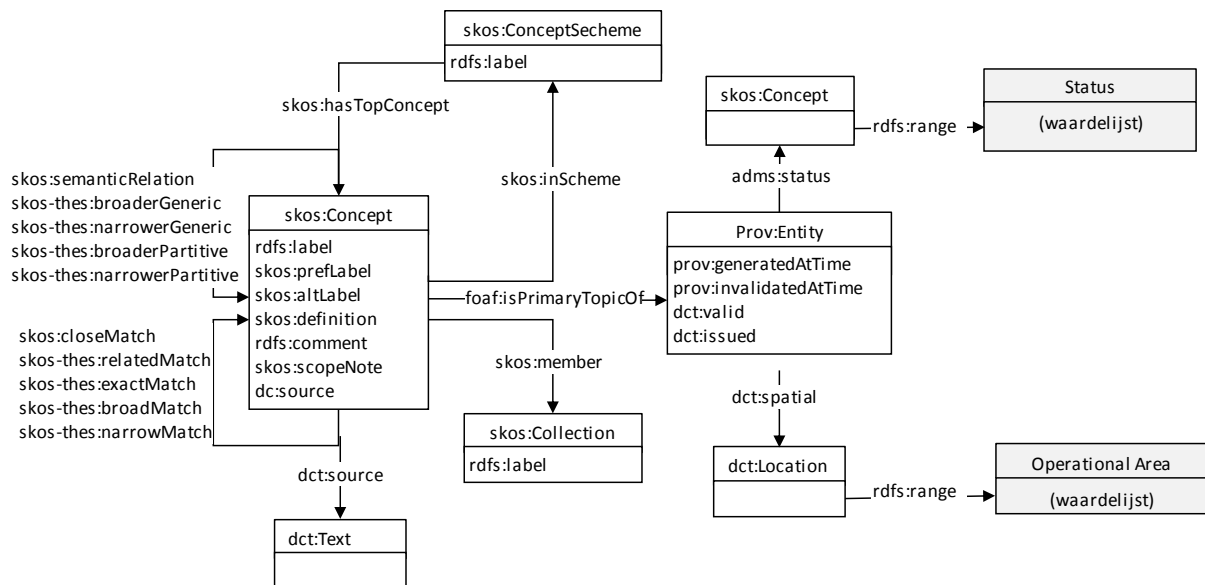 skos:ConceptSecheme
rdfs:label
skos:hasTopConcept
skos:inScheme
skos:semanticRelation
skos-thes:broaderGeneric
skos-thes:narrowerGeneric
skos-thes:broaderPartitive
skos-thes:narrowerPartitive
skos:Concept
rdfs:label
skos:prefLabel
skos:altLabel
skos:definition
rdfs:comment
skos:scopeNote
dc:source
skos:closeMatch
skos-thes:relatedMatch
skos-thes:exactMatch
skos-thes:broadMatch
skos-thes:narrowMatch
dct:source
dct:Text
foaf:isPrimaryTopicOf
skos:member
skos:Collection
rdfs:label
skos:Concept
rdfs:range
Status
(waardelijst)
adms:status
Prov:Entity
prov:generatedAtTime
prov:invalidatedAtTime
dct:valid
dct:issued
dct:spatial
dct:Location
rdfs:range
Operational Area
(waardelijst)